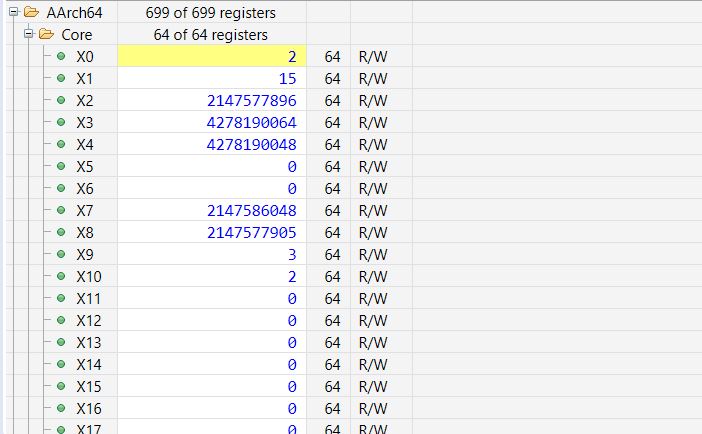 AArch64 699 of 699 registers
Core 64 of 64 registers
X0 2 64 R/W
X1 15 64 R/W
X2 2147577896 64 R/W
X3 4278190064 64 R/W
X4 4278190048 64 R/W
X5 0 64 R/W
X6 0 64 R/W
X7 2147586048 64 R/W
X8 2147577905 64 R/W
X9 3 64 R/W
X10 2 64 R/W
X11 0 64 R/W
X12 0 64 R/W
X13 0 64 R/W
X14 0 64 R/W
X15 0 64 R/W
X16 0 64 R/W
X17 0 64 R/W